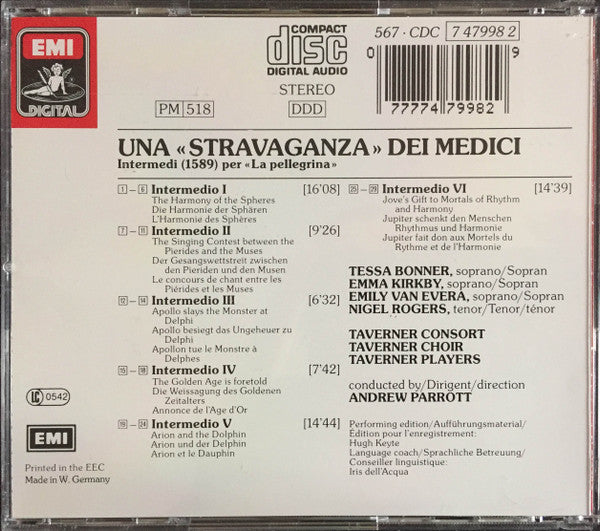 EMI
DIGITAL
COMPACT
disc
DIGITAL AUDIO
STEREO
PM 518
DDD
567 · CDC 7 47998 2
0 77774 79982 9
UNA «STRAVAGANZA» DEI MEDICI
Intermedi (1589) per «La pellegrina»
1 – 6 Intermedio I [16'08]
The Harmony of the Spheres
Die Harmonie der Sphären
L'Harmonie des Sphères
7 – 11 Intermedio II [9'26]
The Singing Contest between the
Pierides and the Muses
Der Gesangswettstreit zwischen
den Pieriden und den Musen
Le concours de chant entre les
Piérides et les Muses
12 – 14 Intermedio III [6'32]
Apollo slays the Monster at
Delphi
Apollo besiegt das Ungeheuer zu
Delphi
Apollon tue le Monstre à
Delphes
15 – 18 Intermedio IV [7'42]
The Golden Age is foretold
Die Weissagung des Goldenen
Zeitalters
Annonce de l'Age d'Or
19 – 24 Intermedio V [14'44]
Arion and the Dolphin
Arion und der Delphin
Arion et le Dauphin
25 – 29 Intermedio VI [14'39]
Jove's Gift to Mortals of Rhythm
and Harmony
Jupiter schenkt den Menschen
Rhythmus und Harmonie
Jupiter fait don aux Mortels du
Rythme et de l'Harmonie
TESSA BONNER, soprano/Sopran
EMMA KIRKBY, soprano/Sopran
EMILY VAN EVERA, soprano/Sopran
NIGEL ROGERS, tenor/Tenor/ténor
TAVERNER CONSORT
TAVERNER CHOIR
TAVERNER PLAYERS
conducted by/Dirigent/direction
ANDREW PARROTT
Performing edition/Aufführungsmaterial/
Édition pour l'enregistrement:
Hugh Keyte
Language coach/Sprachliche Betreuung/
Conseiller linguistique:
Iris dell'Acqua
LC 0542
EMI
Printed in the EEC
Made in W. Germany